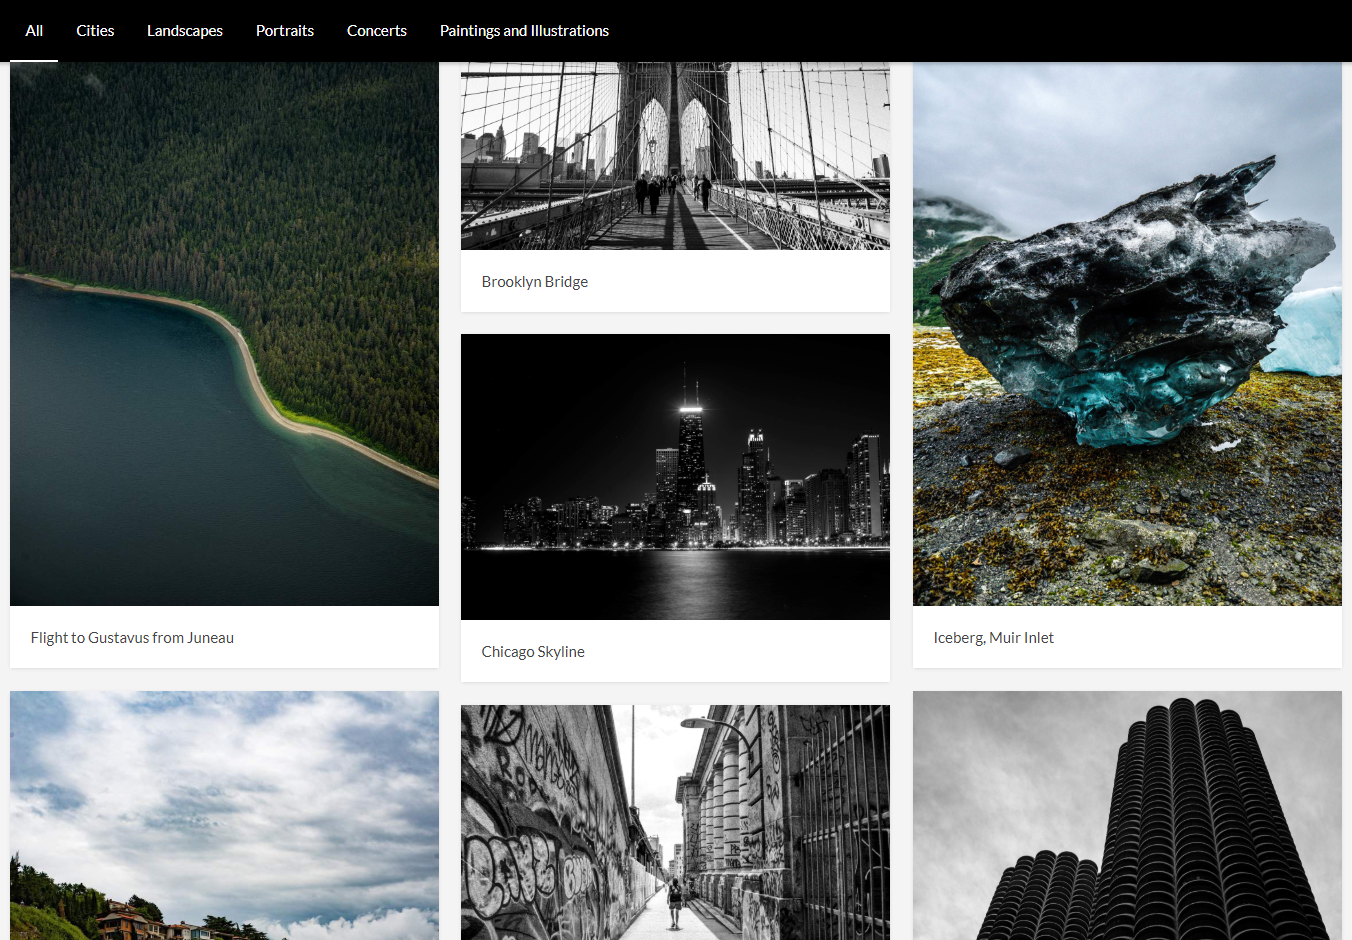 All
Cities
Landscapes
Portraits
Concerts
Paintings and Illustrations
Brooklyn Bridge
Flight to Gustavus from Juneau
Chicago Skyline
Iceberg, Muir Inlet